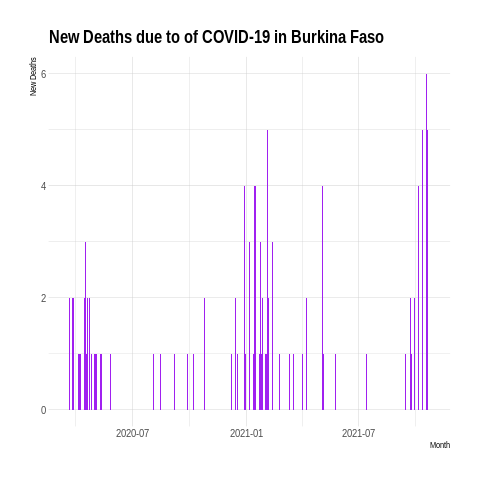 New Deaths due to of COVID-19 in Burkina Faso
New Deaths
6
4
2
0
2020-07 2021-01 2021-07
Month